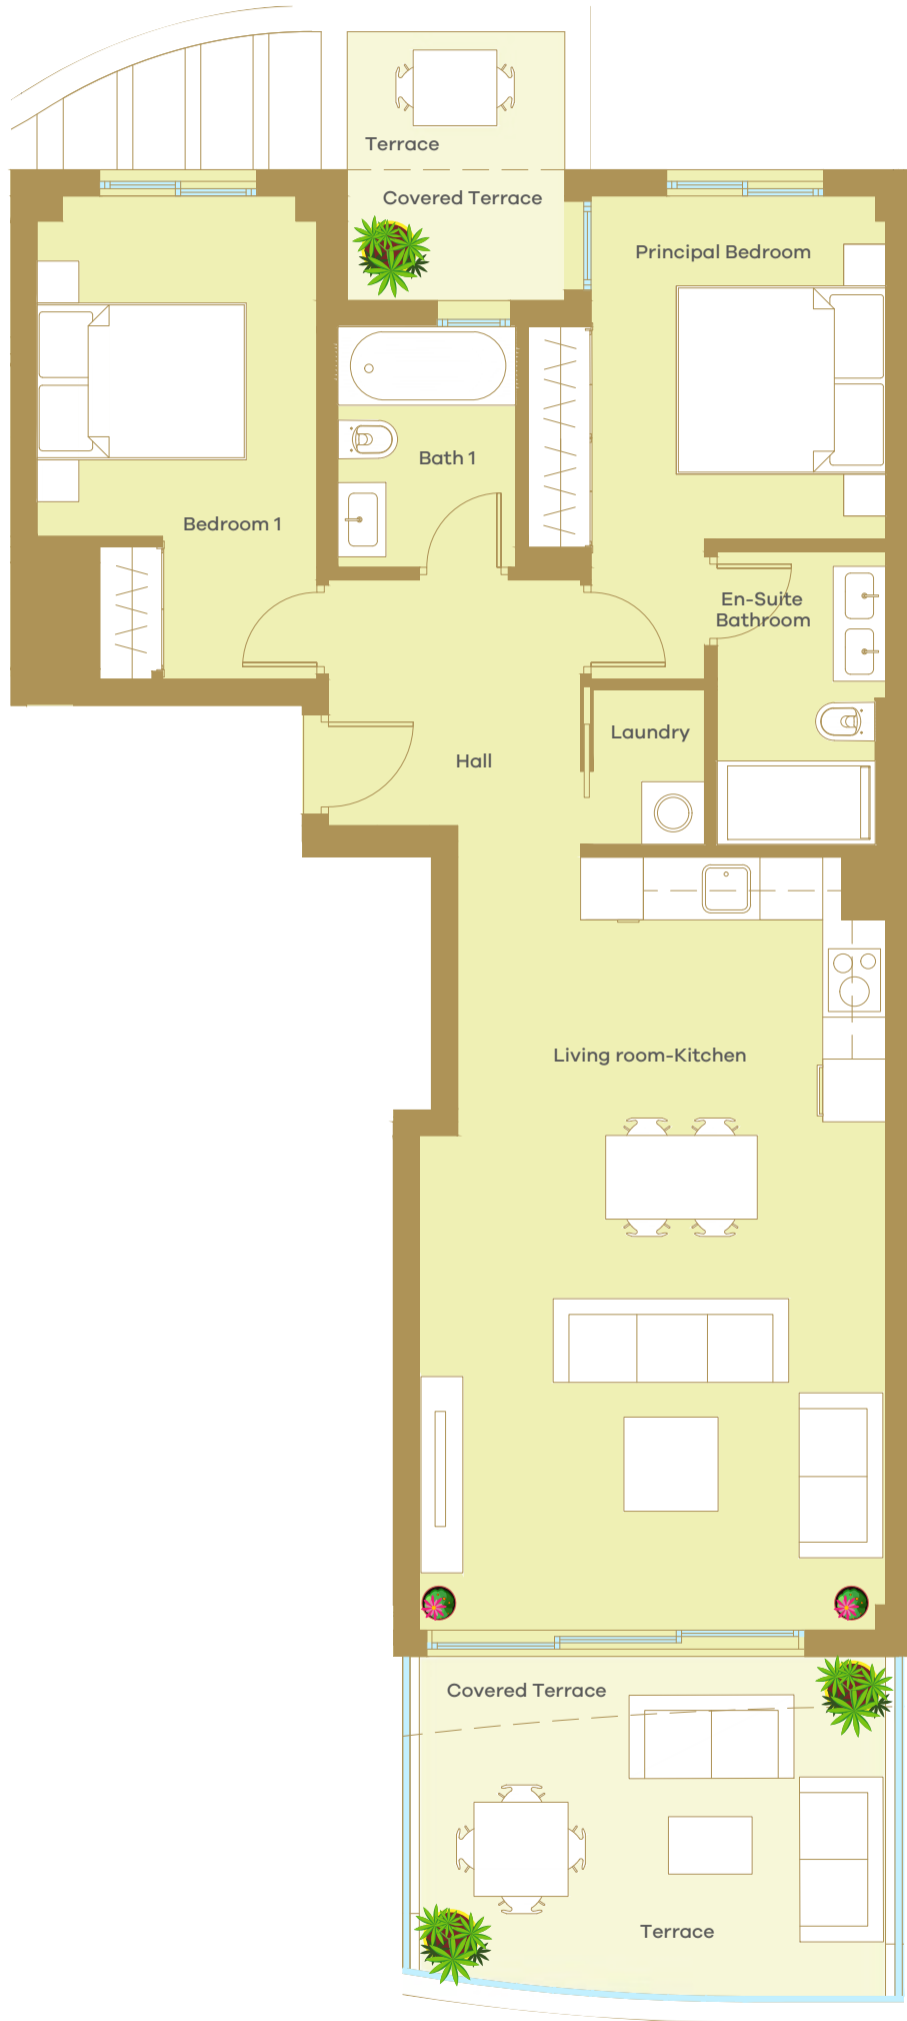 Terrace
Covered Terrace
Principal Bedroom
Bath 1
Bedroom 1
En-Suite
Bathroom
Laundry
Hall
Living room-Kitchen
Covered Terrace
Terrace